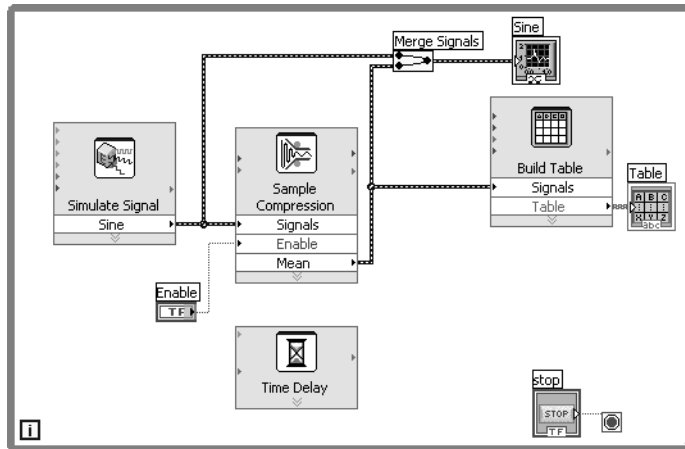 Merge Signals
Sine
Simulate Signal
Sine
Sample
Compression
Signals
Enable
Mean
Build Table
Signals
Table
Table
A B C
X Y Z
abc
Enable
TF
Time Delay
stop
STOP
TF
i